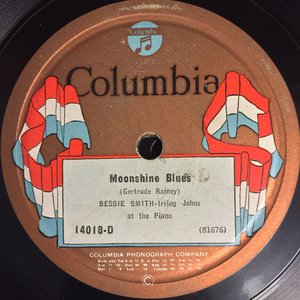 Columbia
Columbia
Moonshine Blues
(Gertrude Rainey)
BESSIE SMITH-Irving Johns
at the Piano
14018-D (81676)
COLUMBIA PHONOGRAPH COMPANY
©